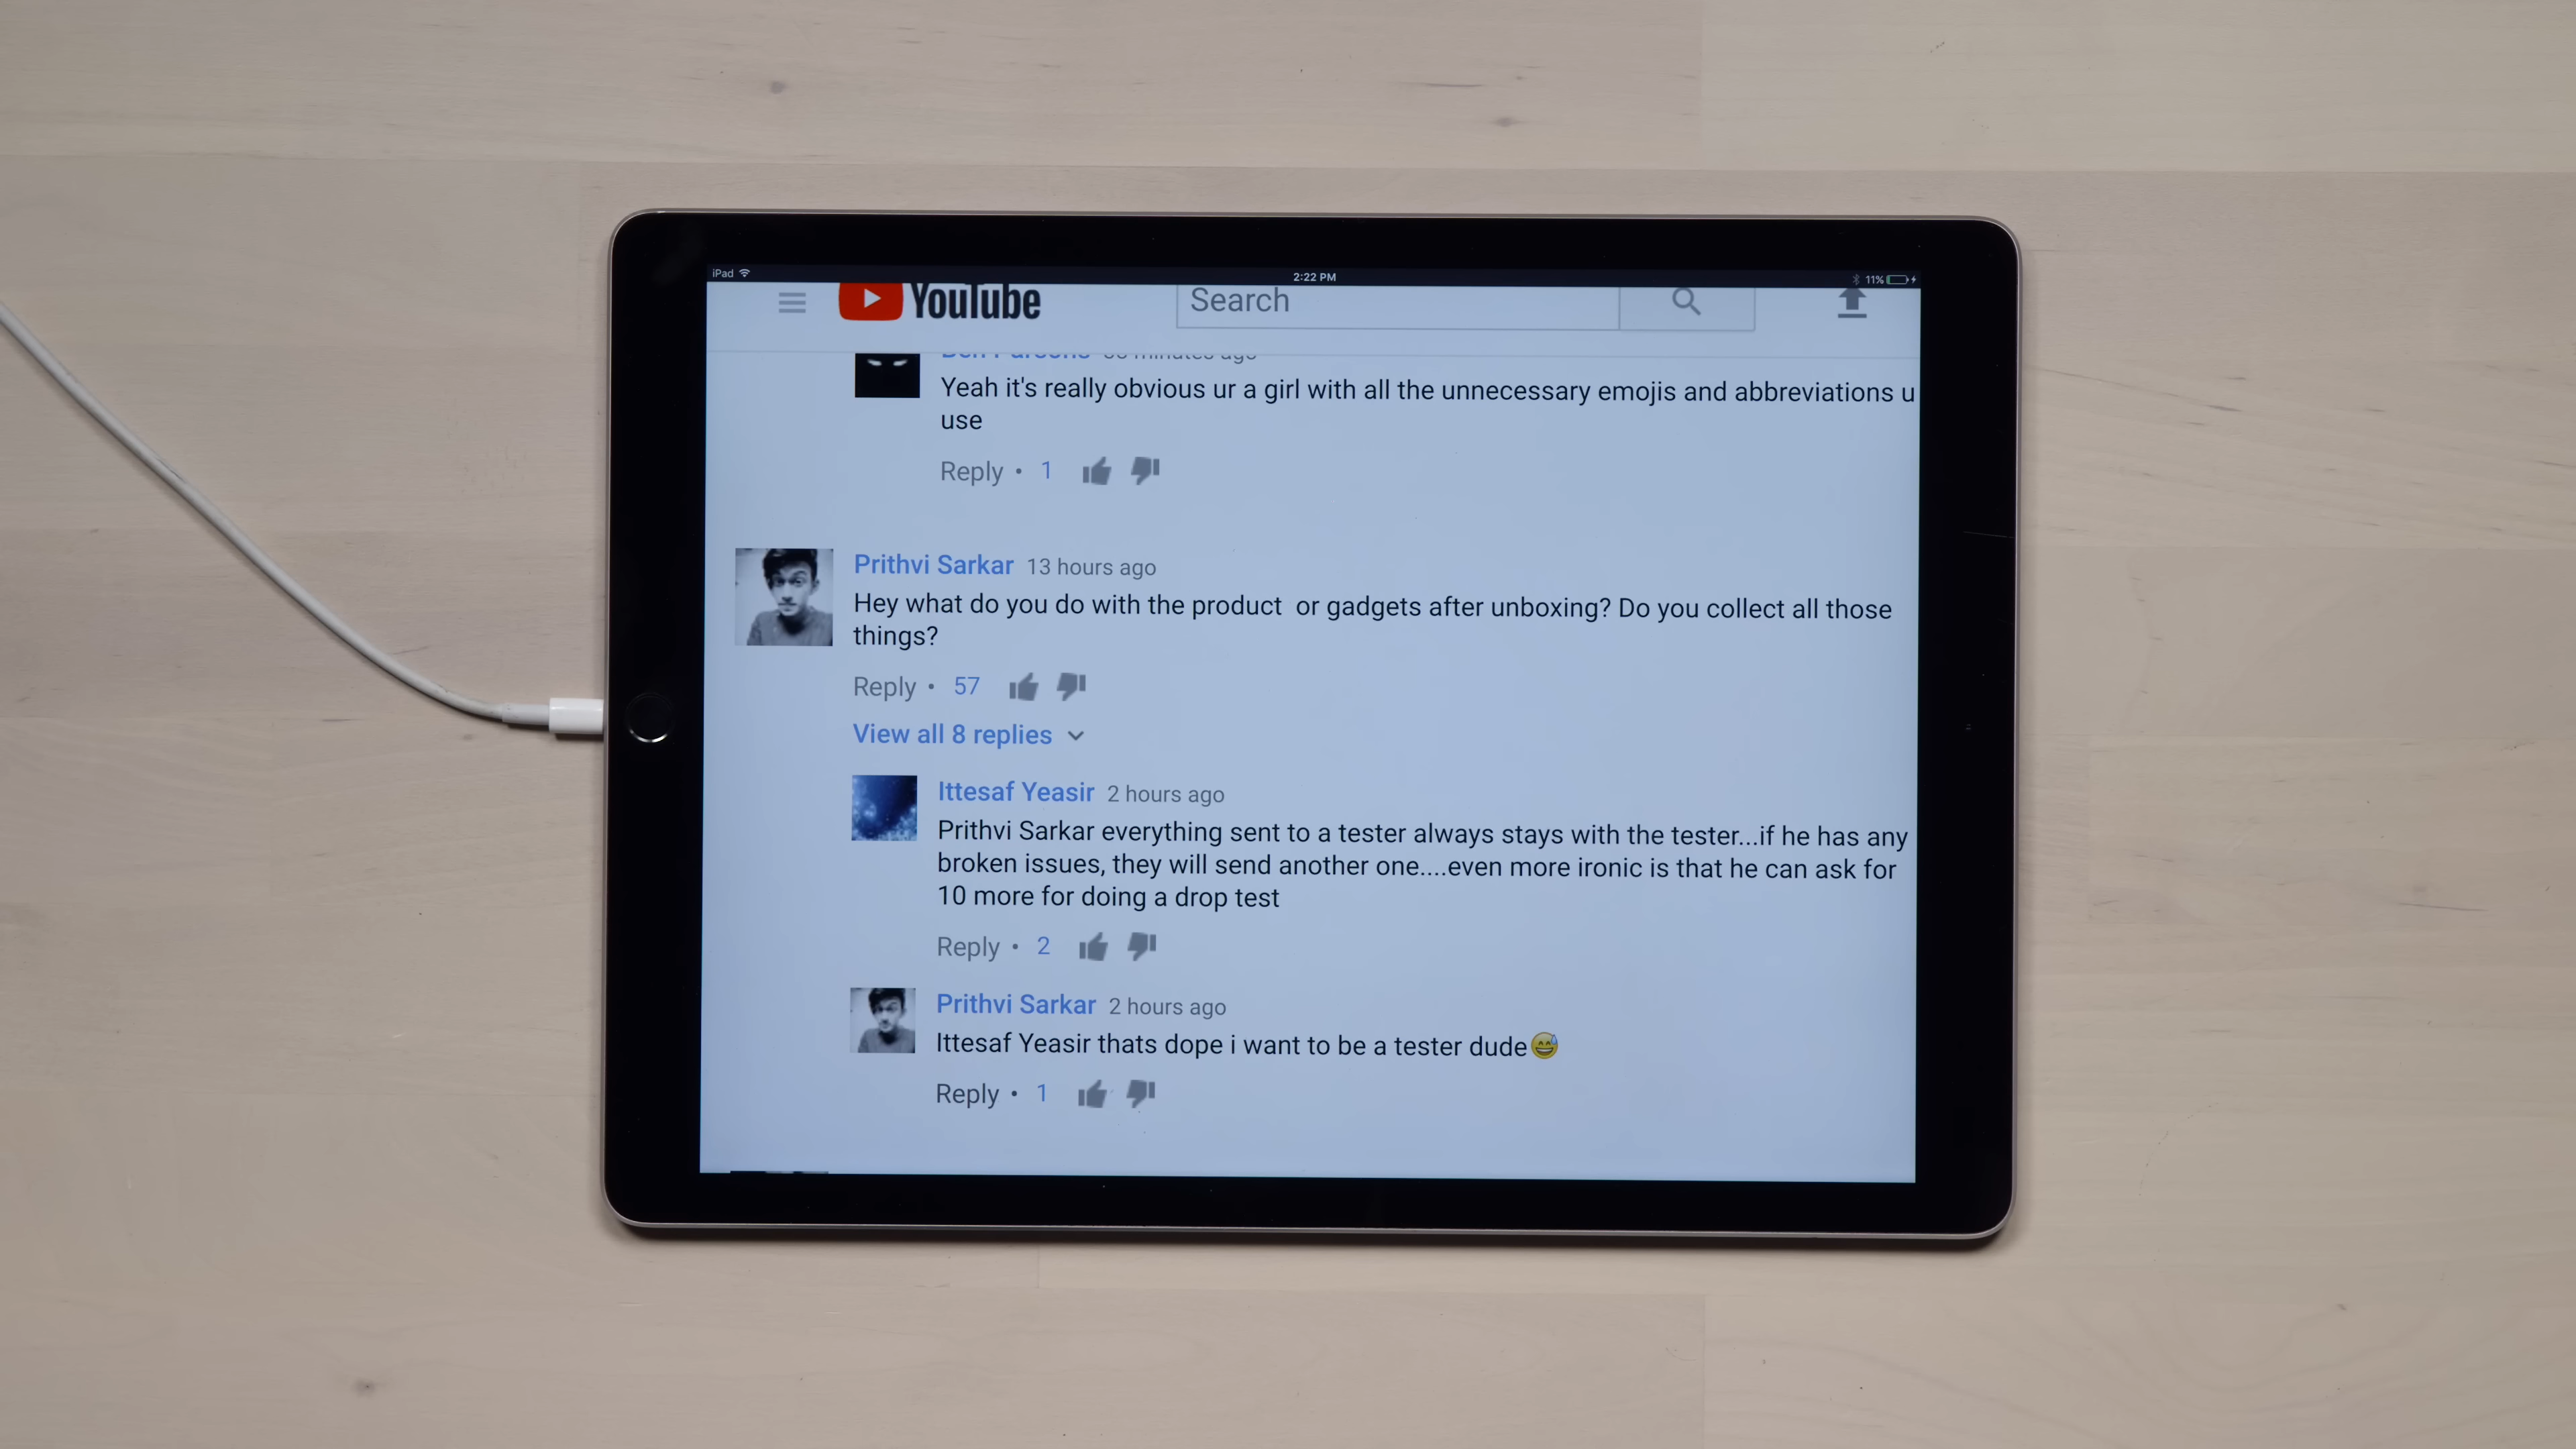 iPad 2:22 PM 11%
YouTube Search
Ben Parsons minutes ago
Yeah it's really obvious ur a girl with all the unnecessary emojis and abbreviations u
use
Reply • 1
Prithvi Sarkar 13 hours ago
Hey what do you do with the product or gadgets after unboxing? Do you collect all those
things?
Reply • 57
View all 8 replies
Ittesaf Yeasir 2 hours ago
Prithvi Sarkar everything sent to a tester always stays with the tester...if he has any
broken issues, they will send another one....even more ironic is that he can ask for
10 more for doing a drop test
Reply • 2
Prithvi Sarkar 2 hours ago
Ittesaf Yeasir thats dope i want to be a tester dude😅
Reply • 1